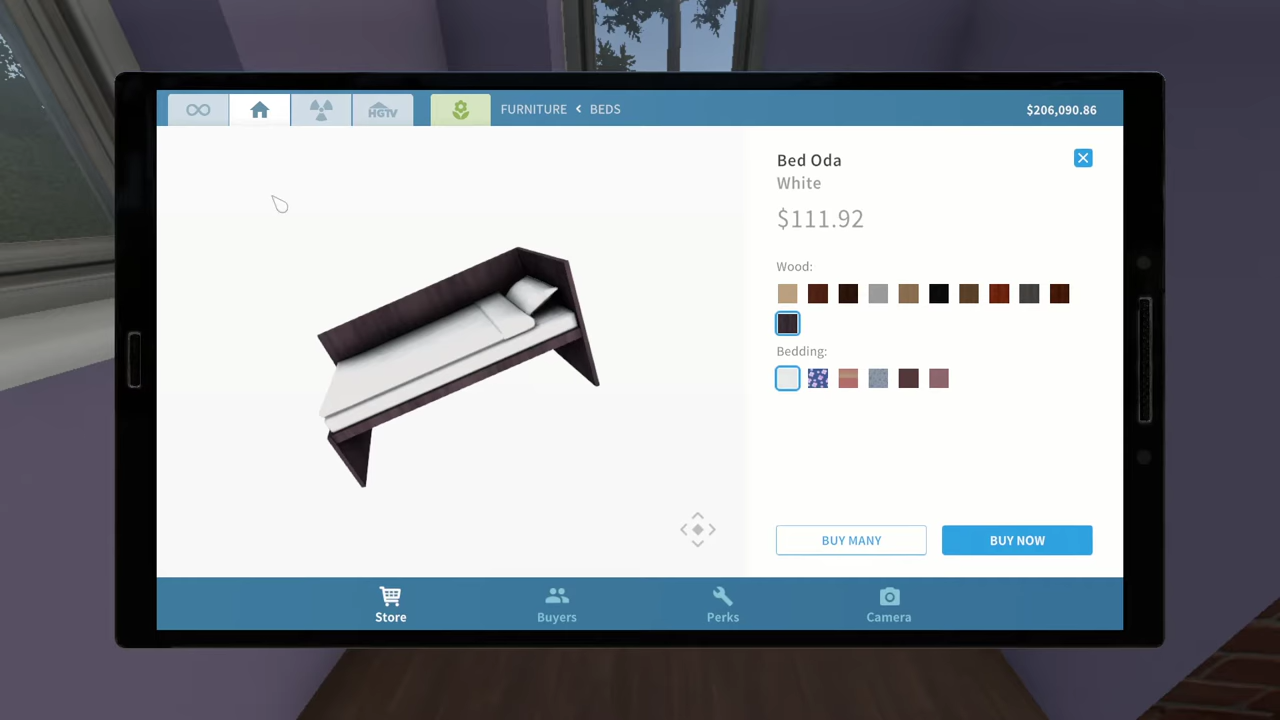 HGTV
FURNITURE < BEDS
$206,090.86
Bed Oda
White
$111.92
Wood:
Bedding:
BUY MANY
BUY NOW
Store
Buyers
Perks
Camera